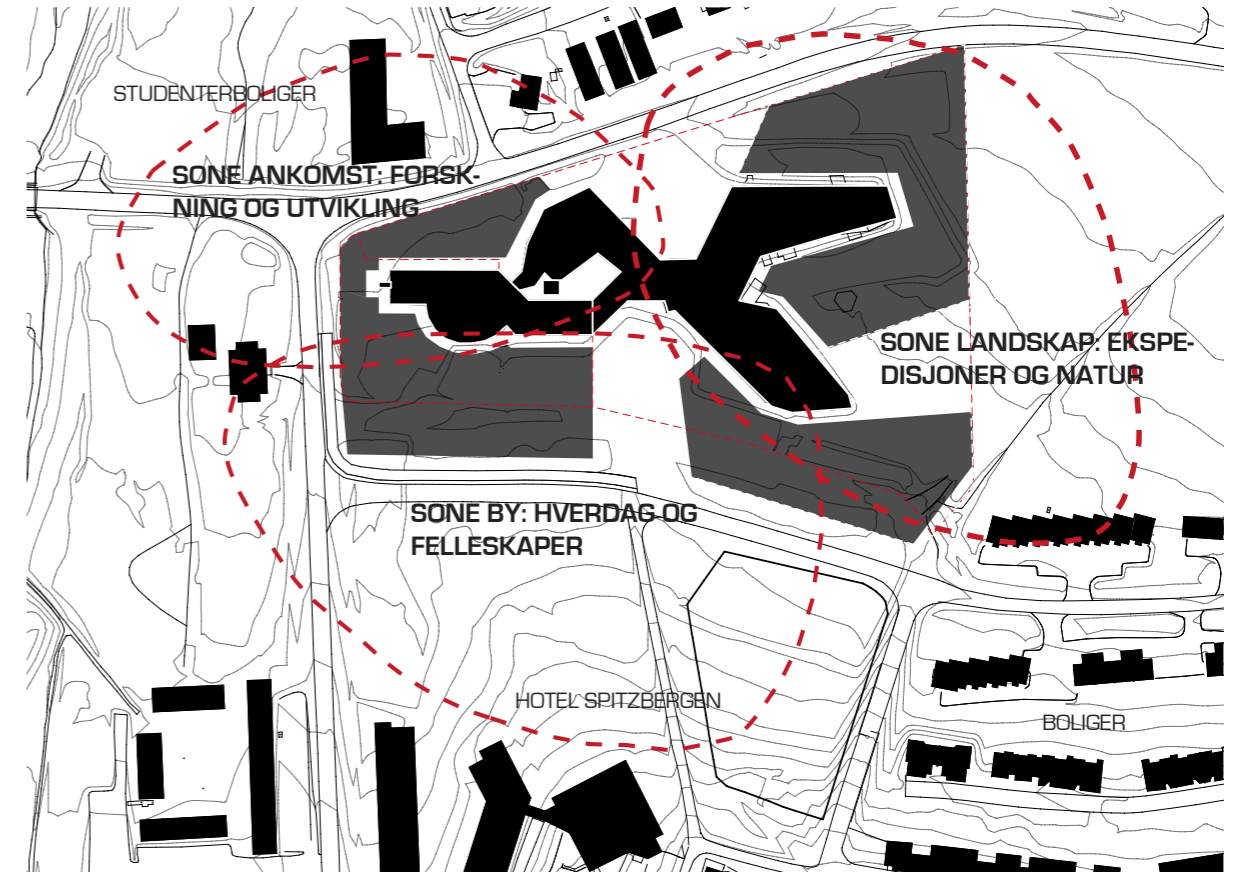 STUDENTERBOLIGER
SONE ANKOMST: FORSK-
NING OG UTVIKLING
SONE LANDSKAP: EKSPE-
DISJONER OG NATUR
SONE BY: HVERDAG OG
FELLESKAPER
HOTEL SPITZBERGEN
BOLIGER